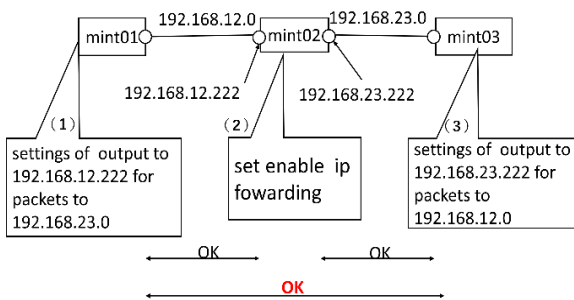 192.168.12.0
192.168.23.0
mint01
mint02
mint03
192.168.12.222
192.168.23.222
(1)
(2)
(3)
settings of output to
192.168.12.222 for
packets to
192.168.23.0
set enable ip
fowarding
settings of output to
192.168.23.222 for
packets to
192.168.12.0
OK
OK
OK